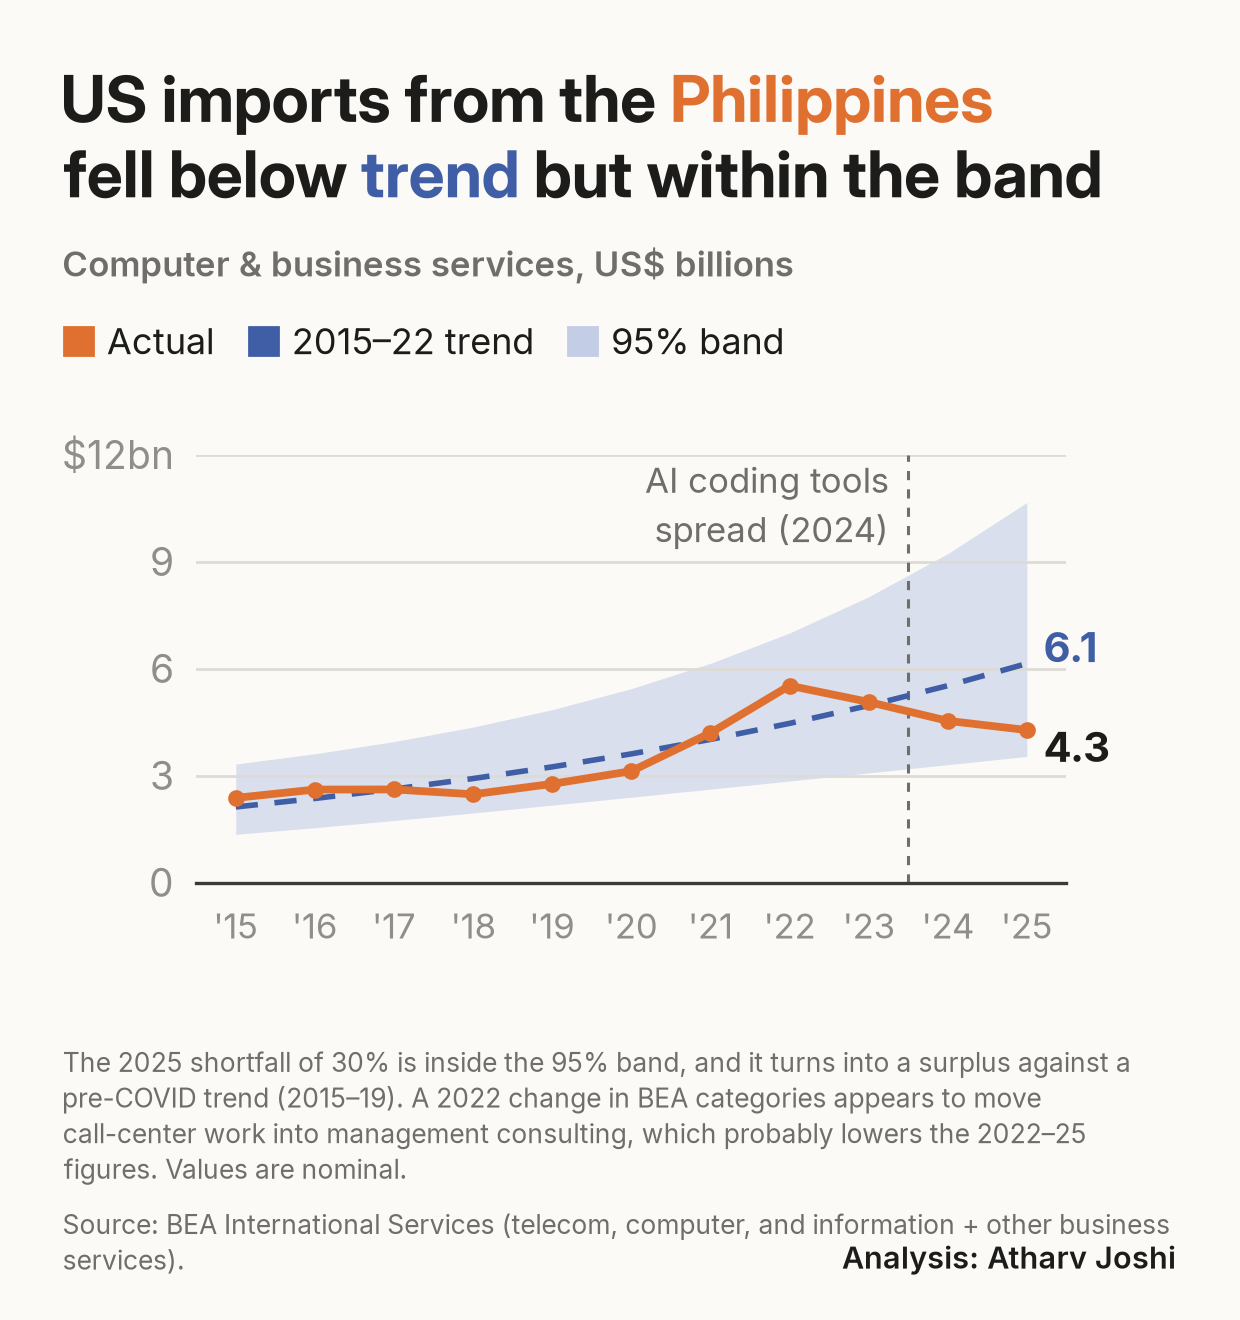 US imports from the Philippines
fell below trend but within the band
Computer & business services, US$ billions
Actual 2015–22 trend 95% band
$12bn
AI coding tools
spread (2024)
9
6.1
6
4.3
3
0
'15 '16 '17 '18 '19 '20 '21 '22 '23 '24 '25
The 2025 shortfall of 30% is inside the 95% band, and it turns into a surplus against a
pre-COVID trend (2015–19). A 2022 change in BEA categories appears to move
call-center work into management consulting, which probably lowers the 2022–25
figures. Values are nominal.
Source: BEA International Services (telecom, computer, and information + other business
services).
Analysis: Atharv Joshi